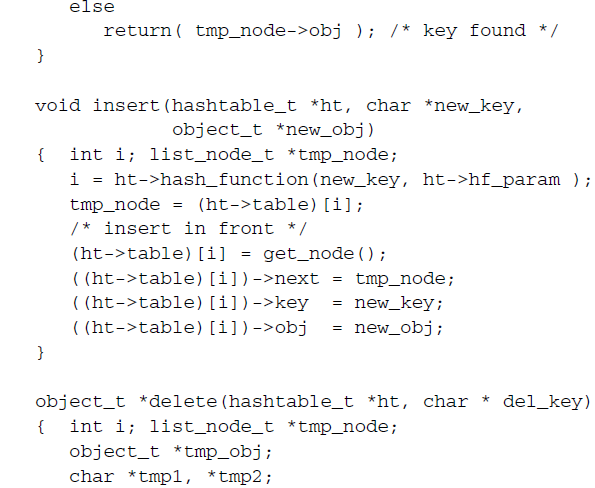 else
return( tmp_node->obj ); /* key found */
}
void insert(hashtable_t *ht, char *new_key,
object_t *new_obj)
{  int i; list_node_t *tmp_node;
i = ht->hash_function(new_key, ht->hf_param );
tmp_node = (ht->table)[i];
/* insert in front */
(ht->table)[i] = get_node();
((ht->table)[i])->next = tmp_node;
((ht->table)[i])->key  = new_key;
((ht->table)[i])->obj  = new_obj;
}
object_t *delete(hashtable_t *ht, char * del_key)
{  int i; list_node_t *tmp_node;
object_t *tmp_obj;
char *tmp1, *tmp2;